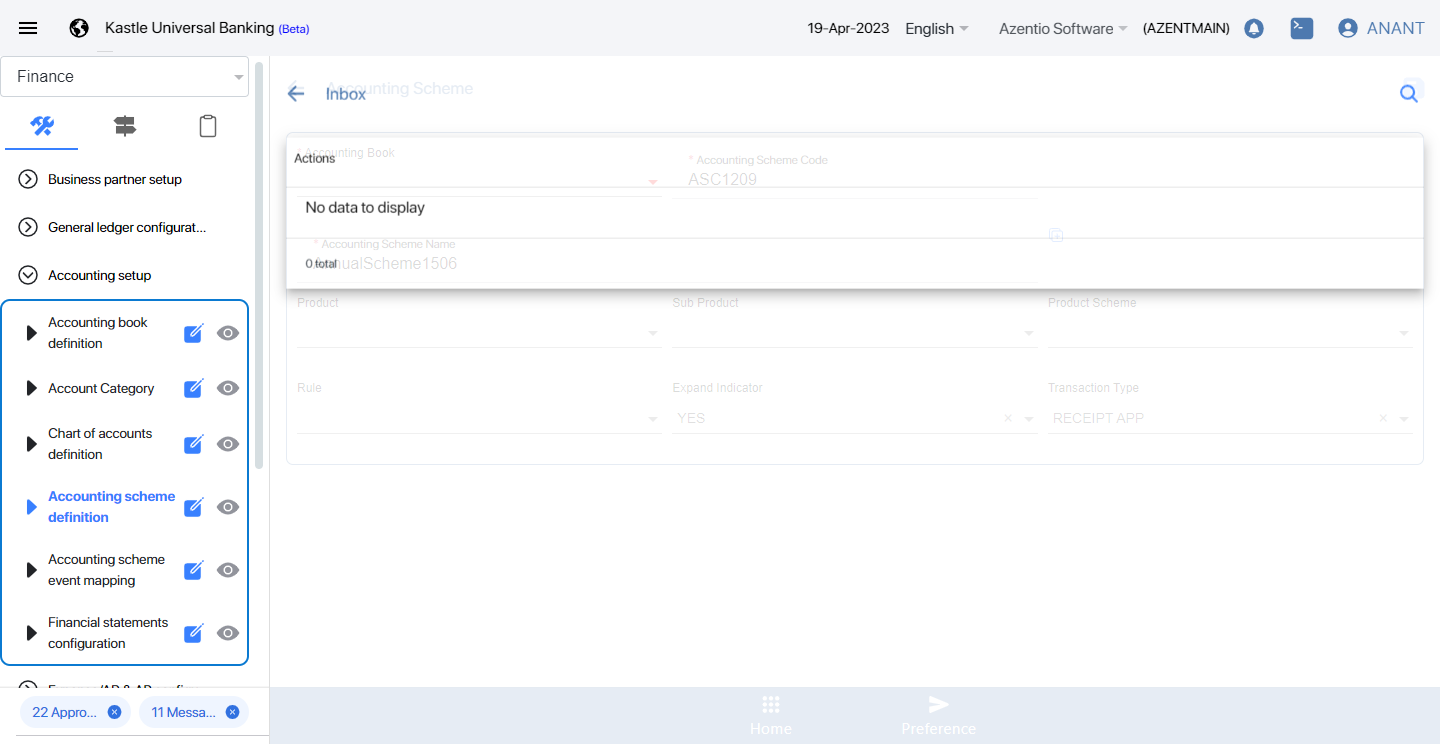 Kastle Universal Banking (Beta)
19-Apr-2023
English
Azentio Software
(AZENTMAIN)
ANANT
Finance
Business partner setup
General ledger configurat...
Accounting setup
Accounting book
definition
Account Category
Chart of accounts
definition
Accounting scheme
definition
Accounting scheme
event mapping
Financial statements
configuration
22 Appro...
11 Messa...
Accounting Scheme
Inbox
* Accounting Book
Actions
* Accounting Scheme Code
ASC1209
No data to display
* Accounting Scheme Name
0 total
Product
Sub Product
Product Scheme
Rule
Expand Indicator
Transaction Type
YES
RECEIPT APP
Home
Preference